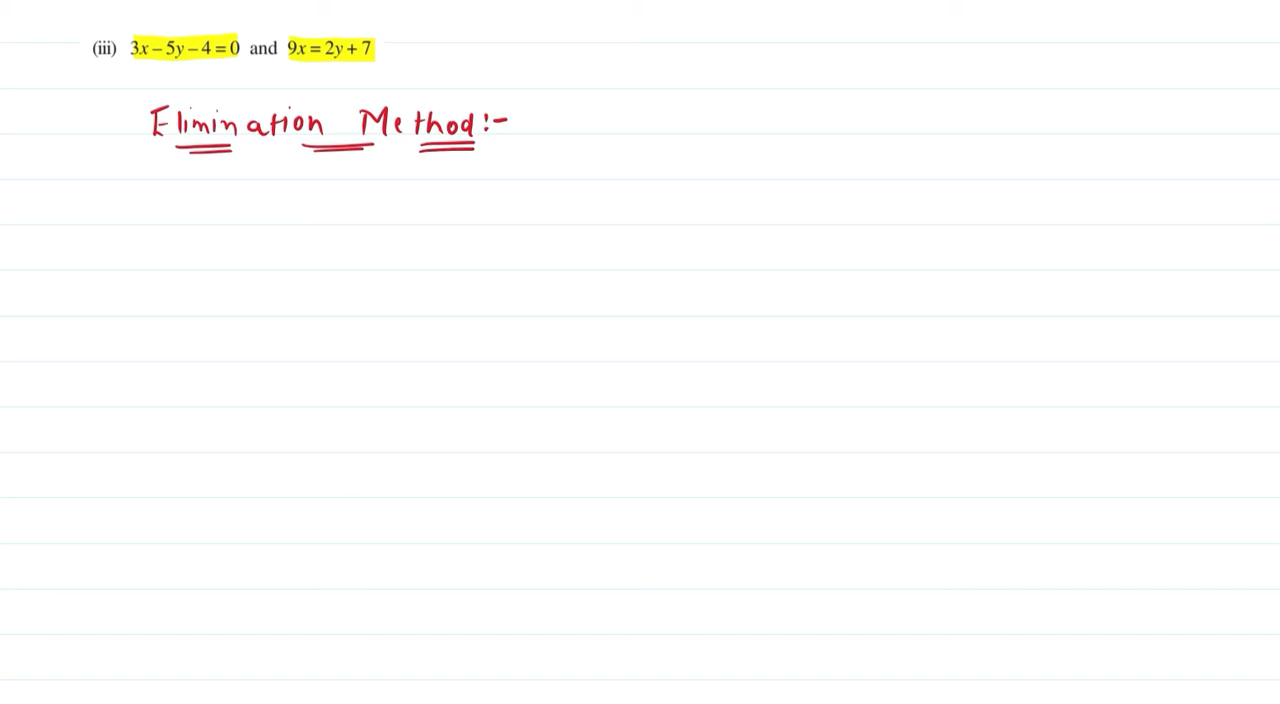 (iii) 3x – 5y – 4 = 0 and 9x = 2y + 7
Elimination Method:-